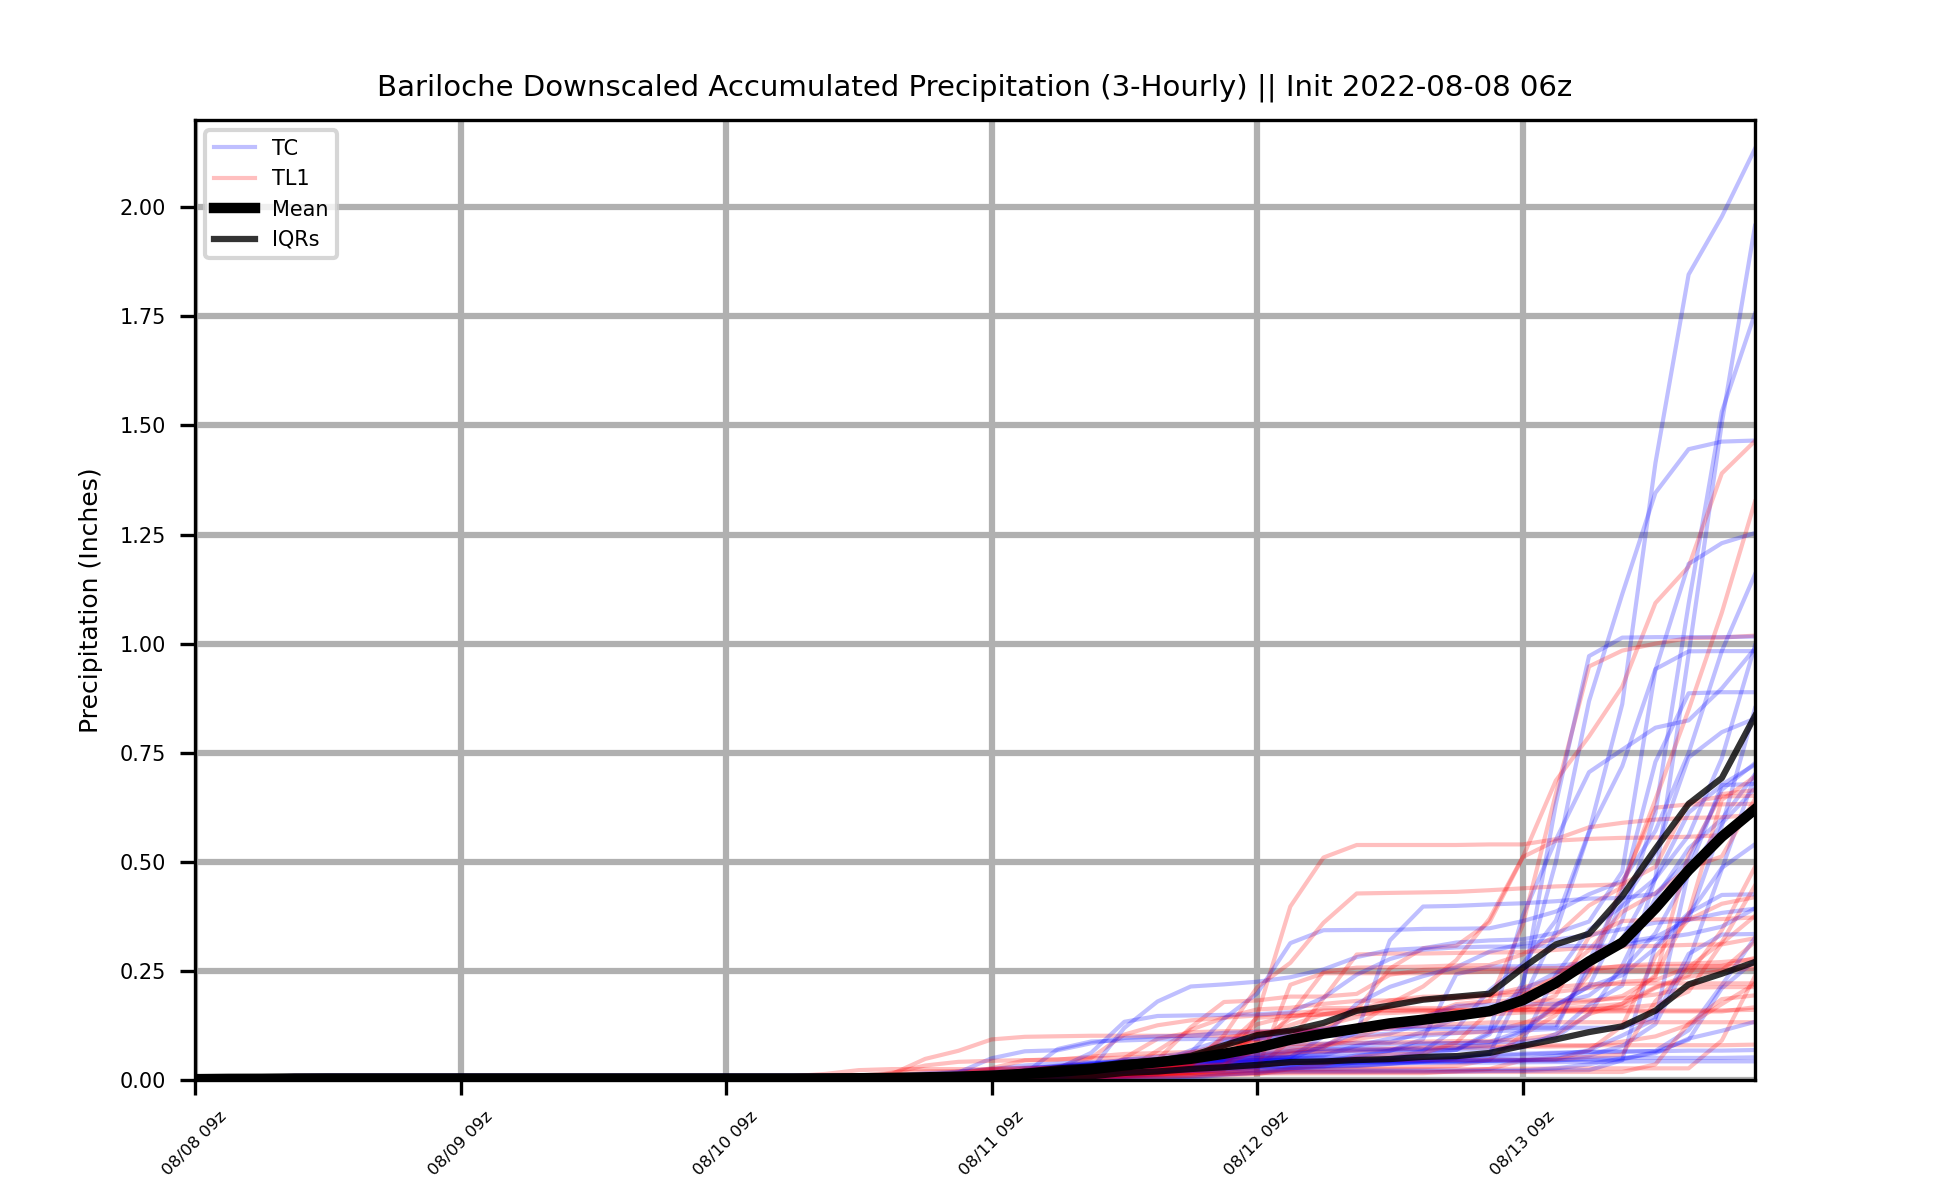 Bariloche Downscaled Accumulated Precipitation (3-Hourly) || Init 2022-08-08 06z
TC
TL1
Mean
IQRs
Precipitation (Inches)
2.00
1.75
1.50
1.25
1.00
0.75
0.50
0.25
0.00
08/08 09z
08/09 09z
08/10 09z
08/11 09z
08/12 09z
08/13 09z